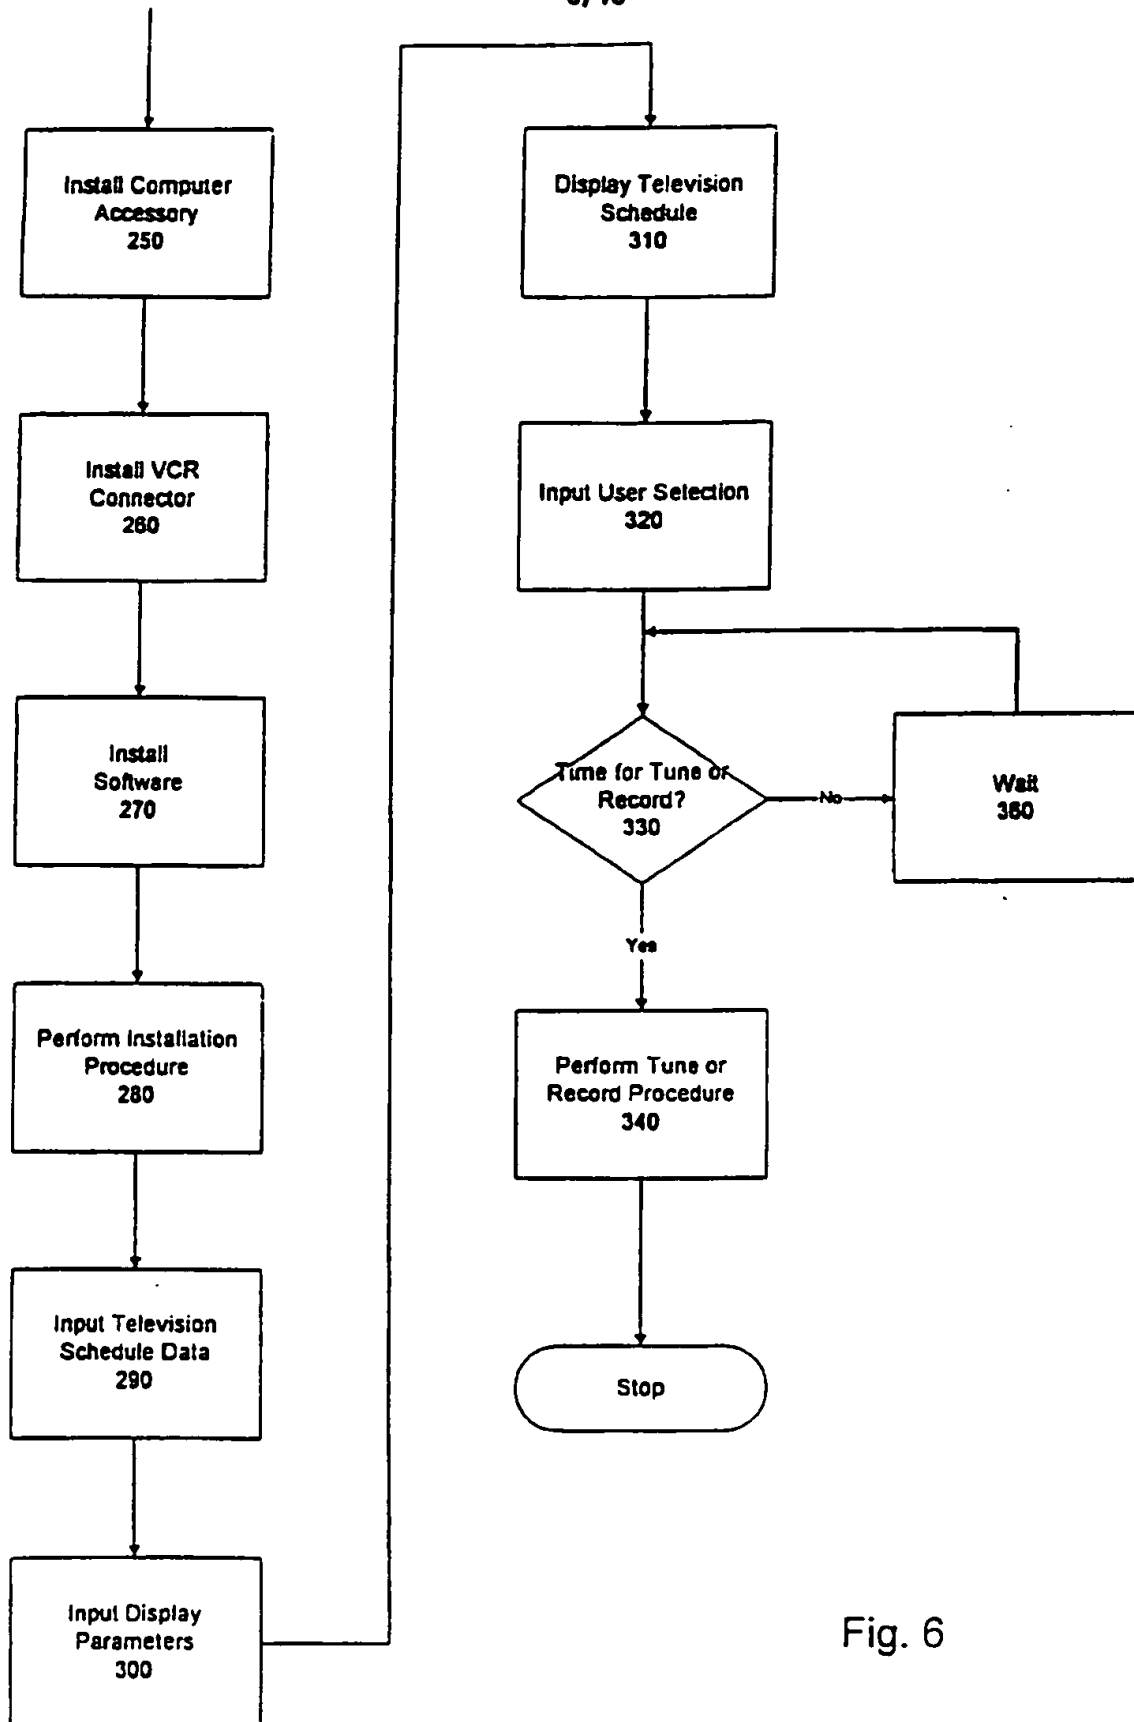 Install Computer
Accessory
250
Install VCR
Connector
260
Install
Software
270
Perform Installation
Procedure
280
Input Television
Schedule Data
290
Input Display
Parameters
300
Display Television
Schedule
310
Input User Selection
320
Time for Tune or
Record?
330
No
Wait
360
Yes
Perform Tune or
Record Procedure
340
Stop
Fig. 6